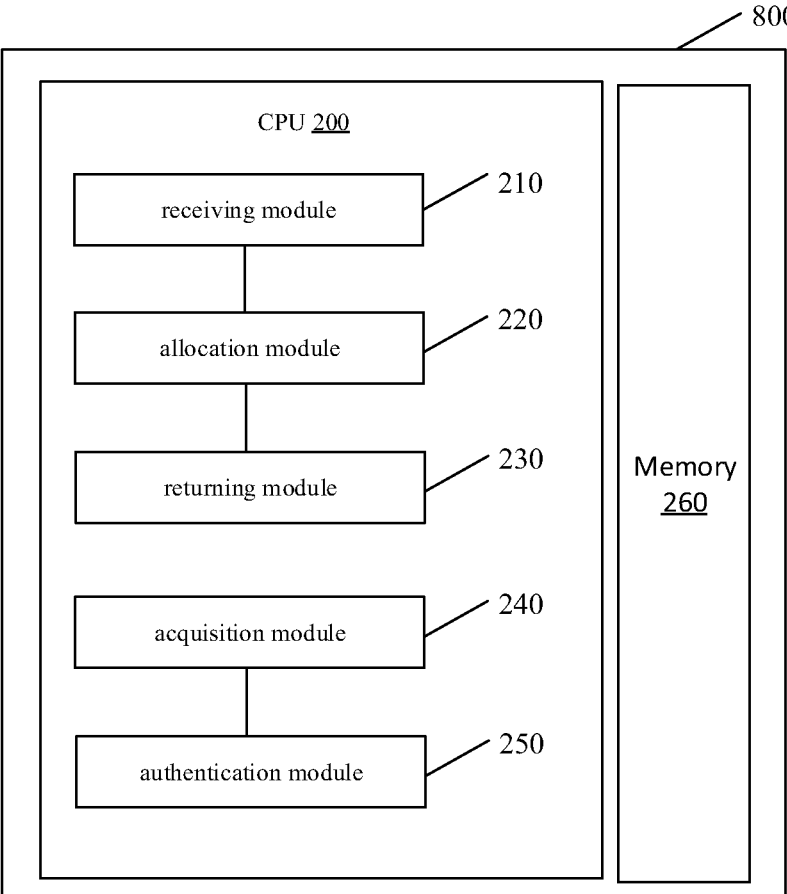 800
CPU 200
receiving module
210
allocation module
220
returning module
230
Memory
260
acquisition module
240
authentication module
250